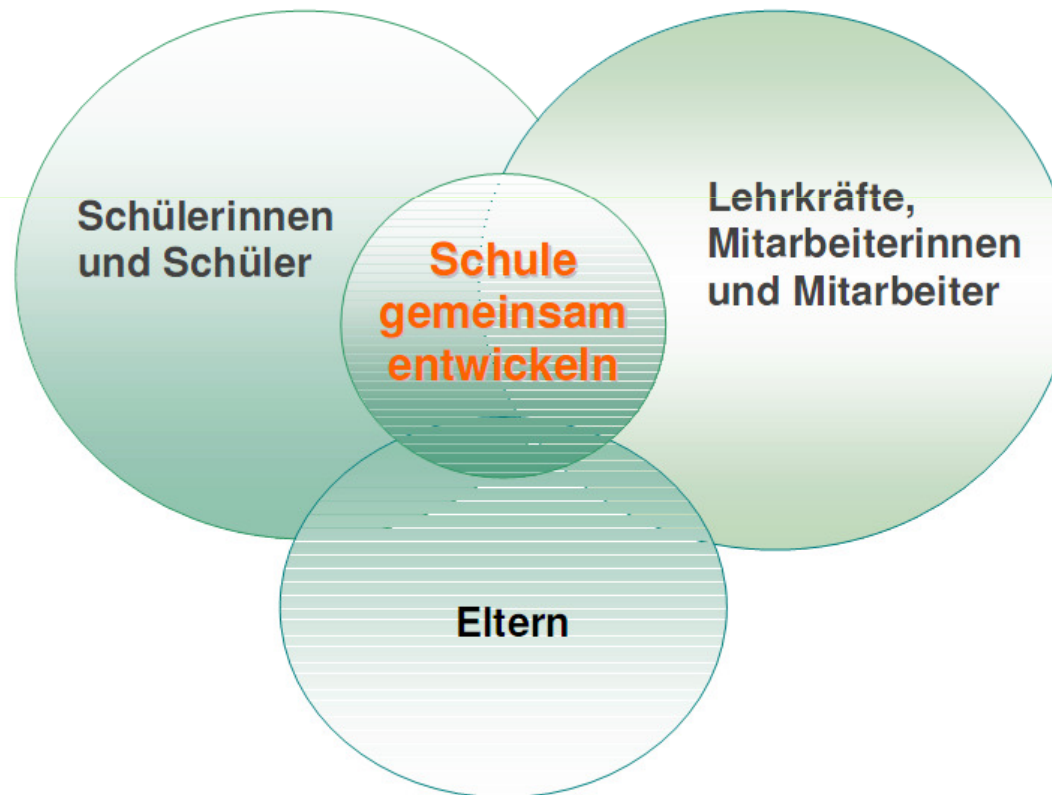 Schülerinnen
und Schüler
Lehrkräfte,
Mitarbeiterinnen
und Mitarbeiter
Schule
gemeinsam
entwickeln
Eltern